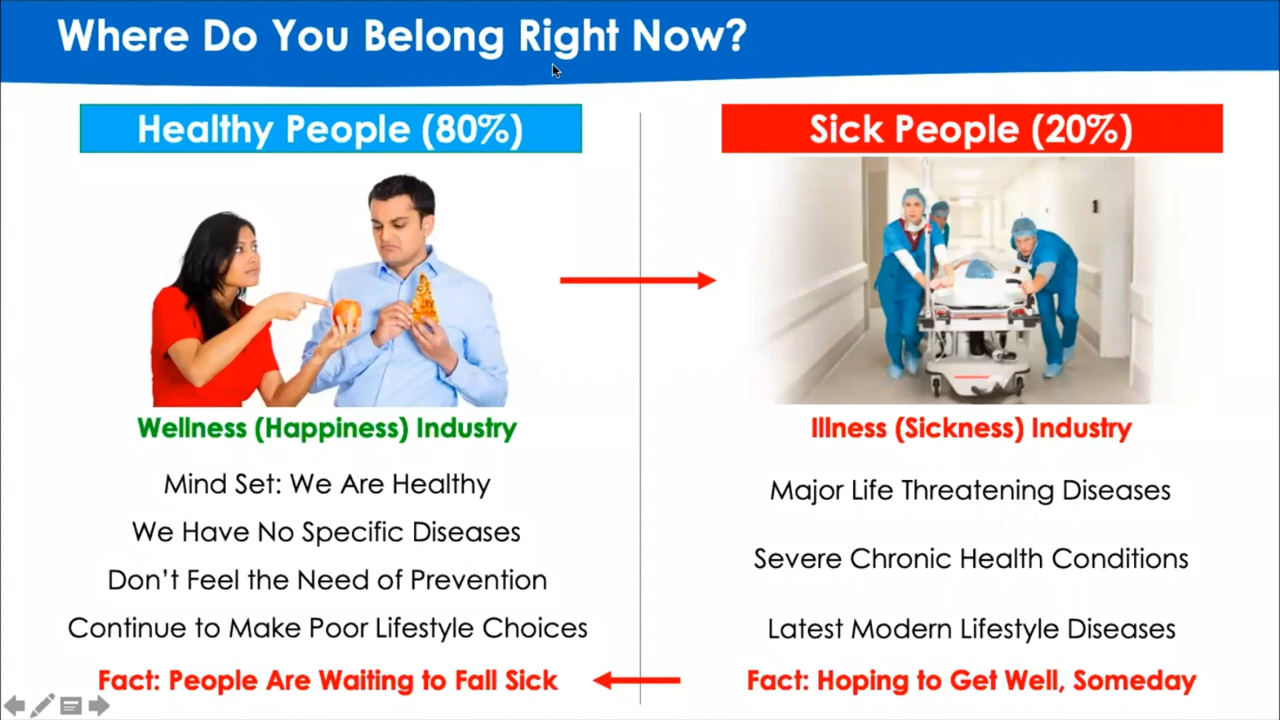 Where Do You Belong Right Now?
Healthy People (80%)
Wellness (Happiness) Industry
Mind Set: We Are Healthy
We Have No Specific Diseases
Don't Feel the Need of Prevention
Continue to Make Poor Lifestyle Choices
Fact: People Are Waiting to Fall Sick
Sick People (20%)
1
Illness (Sickness) Industry
Major Life Threatening Diseases
Severe Chronic Health Conditions
Latest Modern Lifestyle Diseases
Fact: Hoping to Get Well, Someday